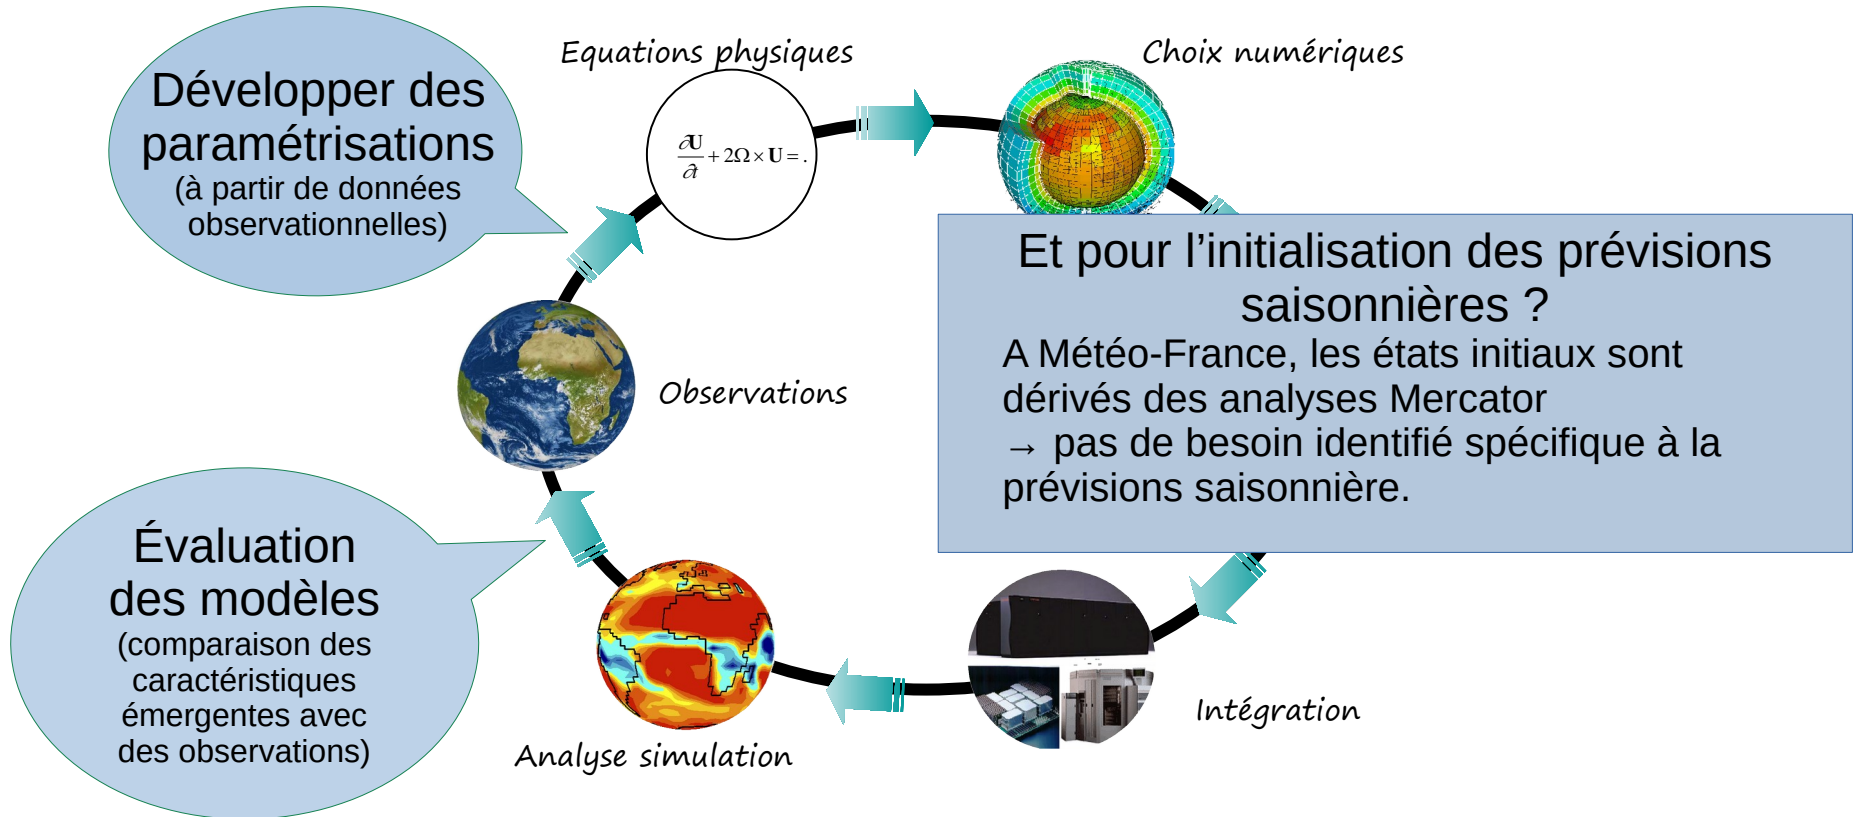 Equations physiques
Choix numériques
Développer des
paramétrisations
(à partir de données
observationnelles)
∂U/∂t + 2Ω × U = .
Et pour l’initialisation des prévisions
saisonnières ?
A Météo-France, les états initiaux sont
dérivés des analyses Mercator
→ pas de besoin identifié spécifique à la
prévisions saisonnière.
Observations
Évaluation
des modèles
(comparaison des
caractéristiques
émergentes avec
des observations)
Intégration
Analyse simulation